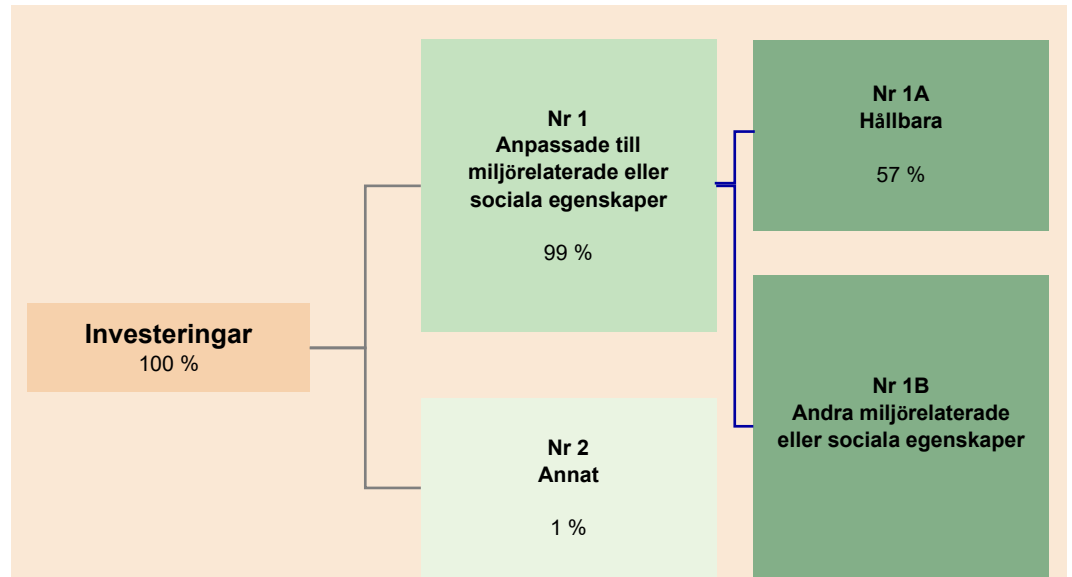 Investeringar
100 %
Nr 1
Anpassade till
miljörelaterade eller
sociala egenskaper
99 %
Nr 2
Annat
1 %
Nr 1A
Hållbara
57 %
Nr 1B
Andra miljörelaterade
eller sociala egenskaper